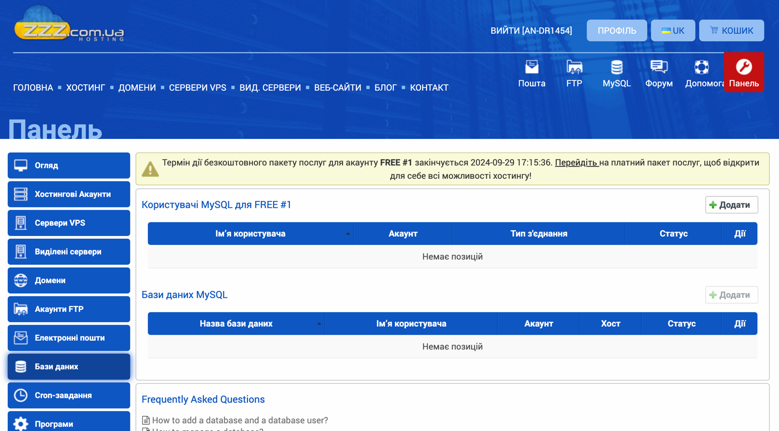 ZZZ.com.ua
HOSTING
ВИЙТИ [AN-DR1454]
ПРОФІЛЬ
UK
КОШИК
ГОЛОВНА ХОСТИНГ ДОМЕНИ СЕРВЕРИ VPS ВИД. СЕРВЕРИ ВЕБ-САЙТИ БЛОГ КОНТАКТ
Пошта FTP MySQL Форум Допомога Панель
Панель
Огляд
Хостингові Акаунти
Сервери VPS
Виділені сервери
Домени
Акаунти FTP
Електронні пошти
Бази даних
Cron-завдання
Програми
Термін дії безкоштовного пакету послуг для акаунту FREE #1 закінчується 2024-09-29 17:15:36. Перейдіть на платний пакет послуг, щоб відкрити
для себе всі можливості хостингу!
Користувачі MySQL для FREE #1
Додати
Ім'я користувача Акаунт Тип з'єднання Статус Дії
Немає позицій
Бази даних MySQL
Додати
Назва бази даних Ім'я користувача Акаунт Хост Статус Дії
Немає позицій
Frequently Asked Questions
How to add a database and a database user?
How to manage a database?